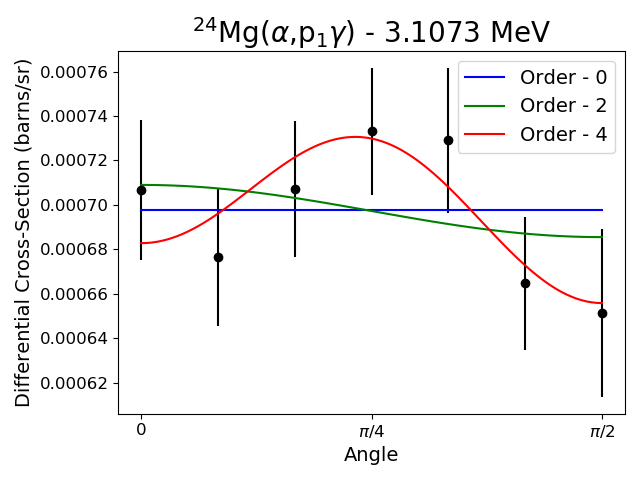 ²⁴Mg(α,p₁γ) - 3.1073 MeV
Order - 0
Order - 2
Order - 4
Differential Cross-Section (barns/sr)
0.00076
0.00074
0.00072
0.00070
0.00068
0.00066
0.00064
0.00062
0
π/4
π/2
Angle